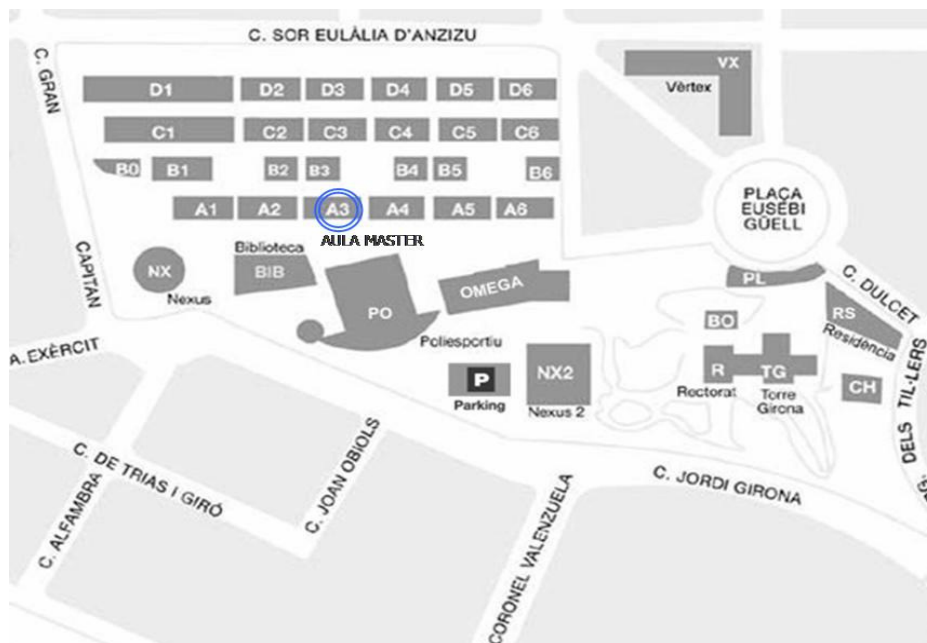 C. SOR EULÀLIA D'ANZIZU
C. GRAN
CAPITAN
VX
Vèrtex
D1 D2 D3 D4 D5 D6
C1 C2 C3 C4 C5 C6
B0 B1 B2 B3 B4 B5 B6
A1 A2 A3 A4 A5 A6
AULA MASTER
PLAÇA
EUSÈBI
GÜELL
NX
Nexus
Biblioteca
BIB
PO
Poliesportiu
OMEGA
PL
C. DULCET
BO
RS
Residència
A. EXÈRCIT
P
Parking
NX2
Nexus 2
R
Rectorat
TG
Torre
Girona
CH
DELS TIL·LERS
C. JORDI GIRONA
C. JOAN OBIOLS
C. DE TRIAS I GIRÓ
C. ALFAMBRA
CORONEL VALENZUELA